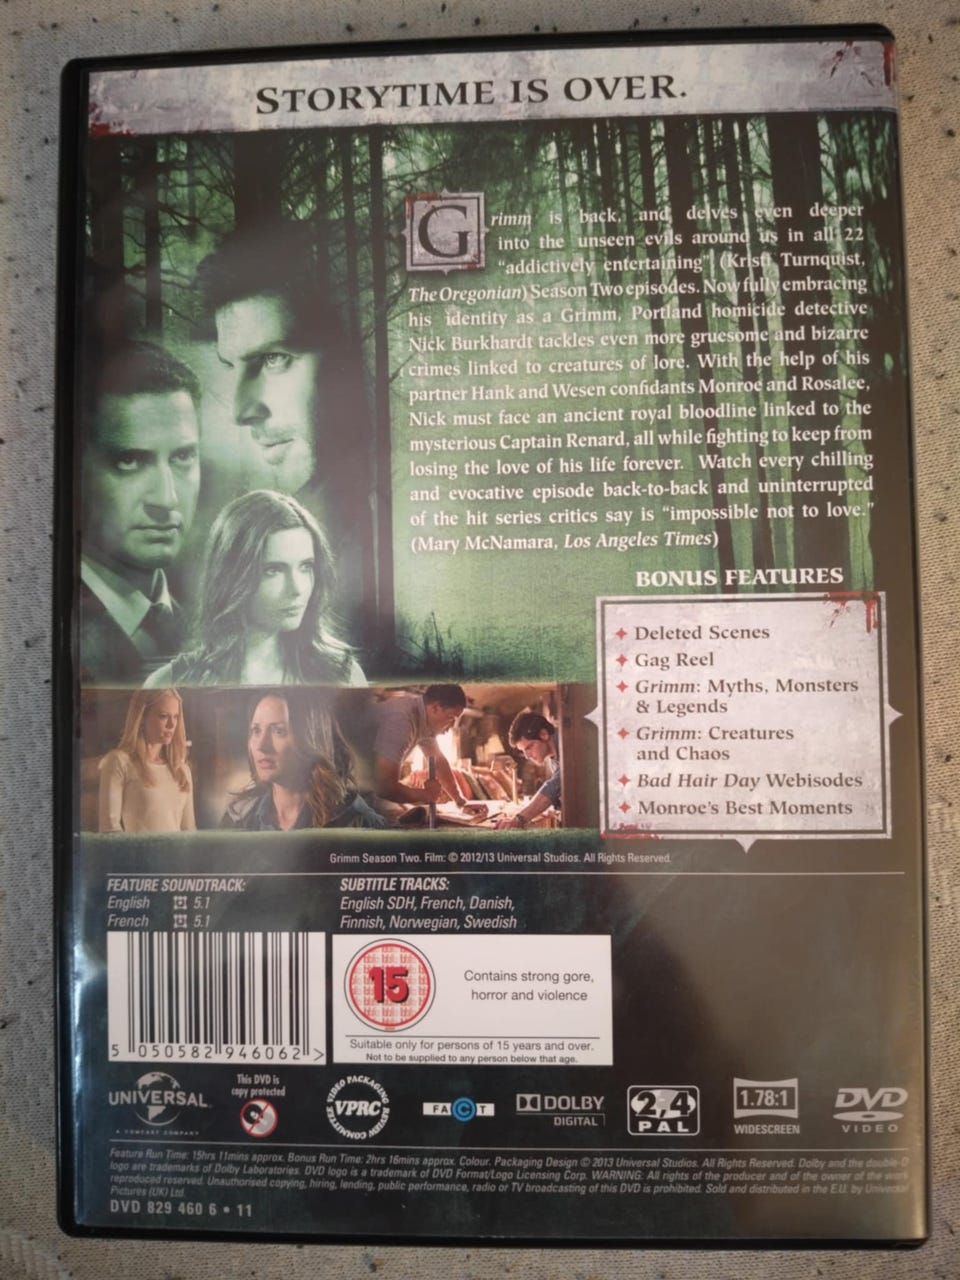 STORYTIME IS OVER.
Grimm is back, and delves even deeper
into the unseen evils around us in all 22
"addictively entertaining" (Kristi Turnquist,
The Oregonian) Season Two episodes. Now fully embracing
his identity as a Grimm, Portland homicide detective
Nick Burkhardt tackles even more gruesome and bizarre
crimes linked to creatures of lore. With the help of his
partner Hank and Wesen confidants Monroe and Rosalee,
Nick must face an ancient royal bloodline linked to the
mysterious Captain Renard, all while fighting to keep from
losing the love of his life forever. Watch every chilling
and evocative episode back-to-back and uninterrupted
of the hit series critics say is "impossible not to love."
(Mary McNamara, Los Angeles Times)
BONUS FEATURES
Deleted Scenes
Gag Reel
Grimm: Myths, Monsters
& Legends
Grimm: Creatures
and Chaos
Bad Hair Day Webisodes
Monroe's Best Moments
Grimm Season Two. Film: © 2012/13 Universal Studios. All Rights Reserved.
FEATURE SOUNDTRACK:
English 5.1
French 5.1
SUBTITLE TRACKS:
English SDH, French, Danish,
Finnish, Norwegian, Swedish
5 050582 946062 >
15
Contains strong gore,
horror and violence
Suitable only for persons of 15 years and over.
Not to be supplied to any person below that age.
UNIVERSAL
A COMCAST COMPANY
This DVD is
copy protected
VIDEO PACKAGING REVIEW COMMITTEE
VPRC
FACT
DOLBY
DIGITAL
2,4
PAL
1.78:1
WIDESCREEN
DVD
VIDEO
Feature Run Time: 15hrs 11mins approx. Bonus Run Time: 2hrs 16mins approx. Colour. Packaging Design © 2013 Universal Studios. All Rights Reserved. Dolby and the double-D
logo are trademarks of Dolby Laboratories. DVD logo is a trademark of DVD Format/Logo Licensing Corp. WARNING: All rights of the producer and of the owner of the work
reproduced reserved. Unauthorised copying, hiring, lending, public performance, radio or TV broadcasting of this DVD is prohibited. Sold and distributed in the E.U. by Universal
Pictures (UK) Ltd.
DVD 829 460 6 • 11